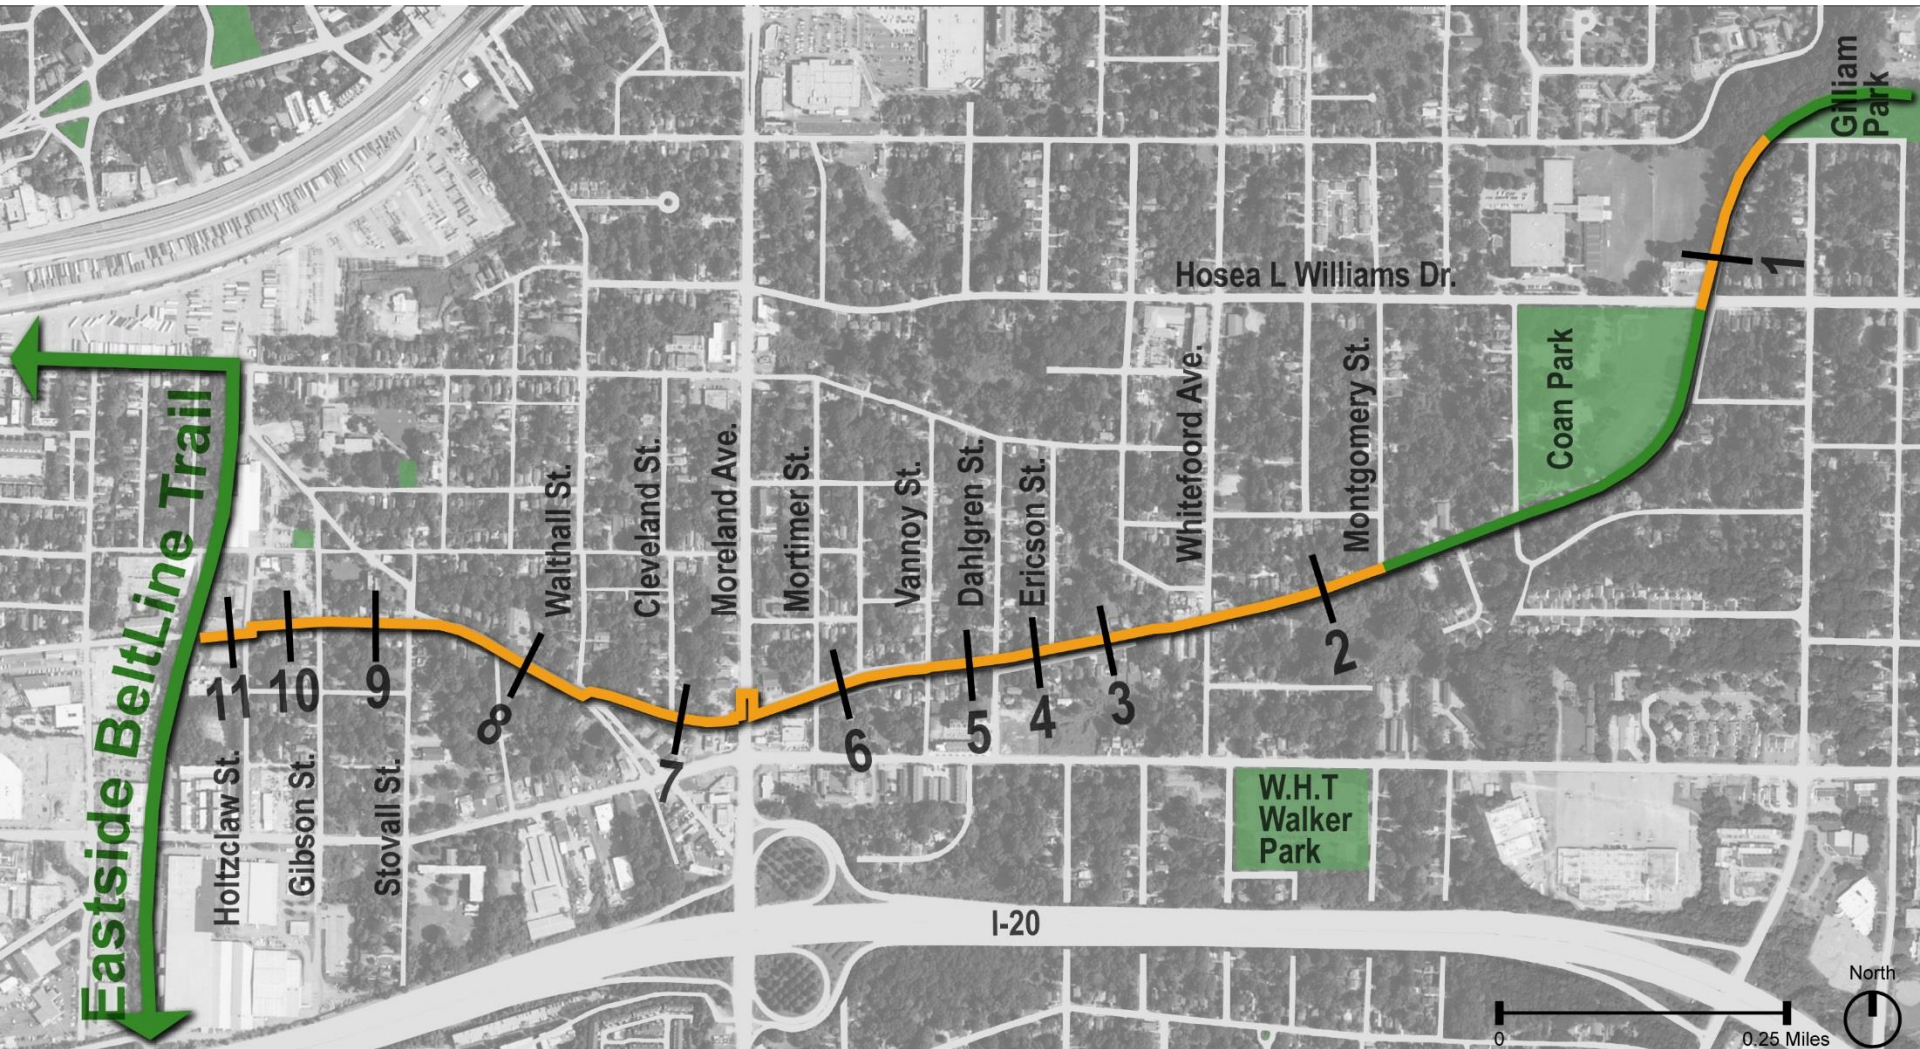 Gilliam
Park
Hosea L Williams Dr.
1
Coan Park
Eastside BeltLine Trail
Walthall St.
Cleveland St.
Moreland Ave.
Mortimer St.
Vannoy St.
Dahlgren St.
Ericson St.
Whitefoord Ave.
Montgomery St.
11
10
9
8
7
6
5
4
3
2
Holtzclaw St.
Gibson St.
Stovall St.
W.H.T
Walker
Park
I-20
North
0
0.25 Miles